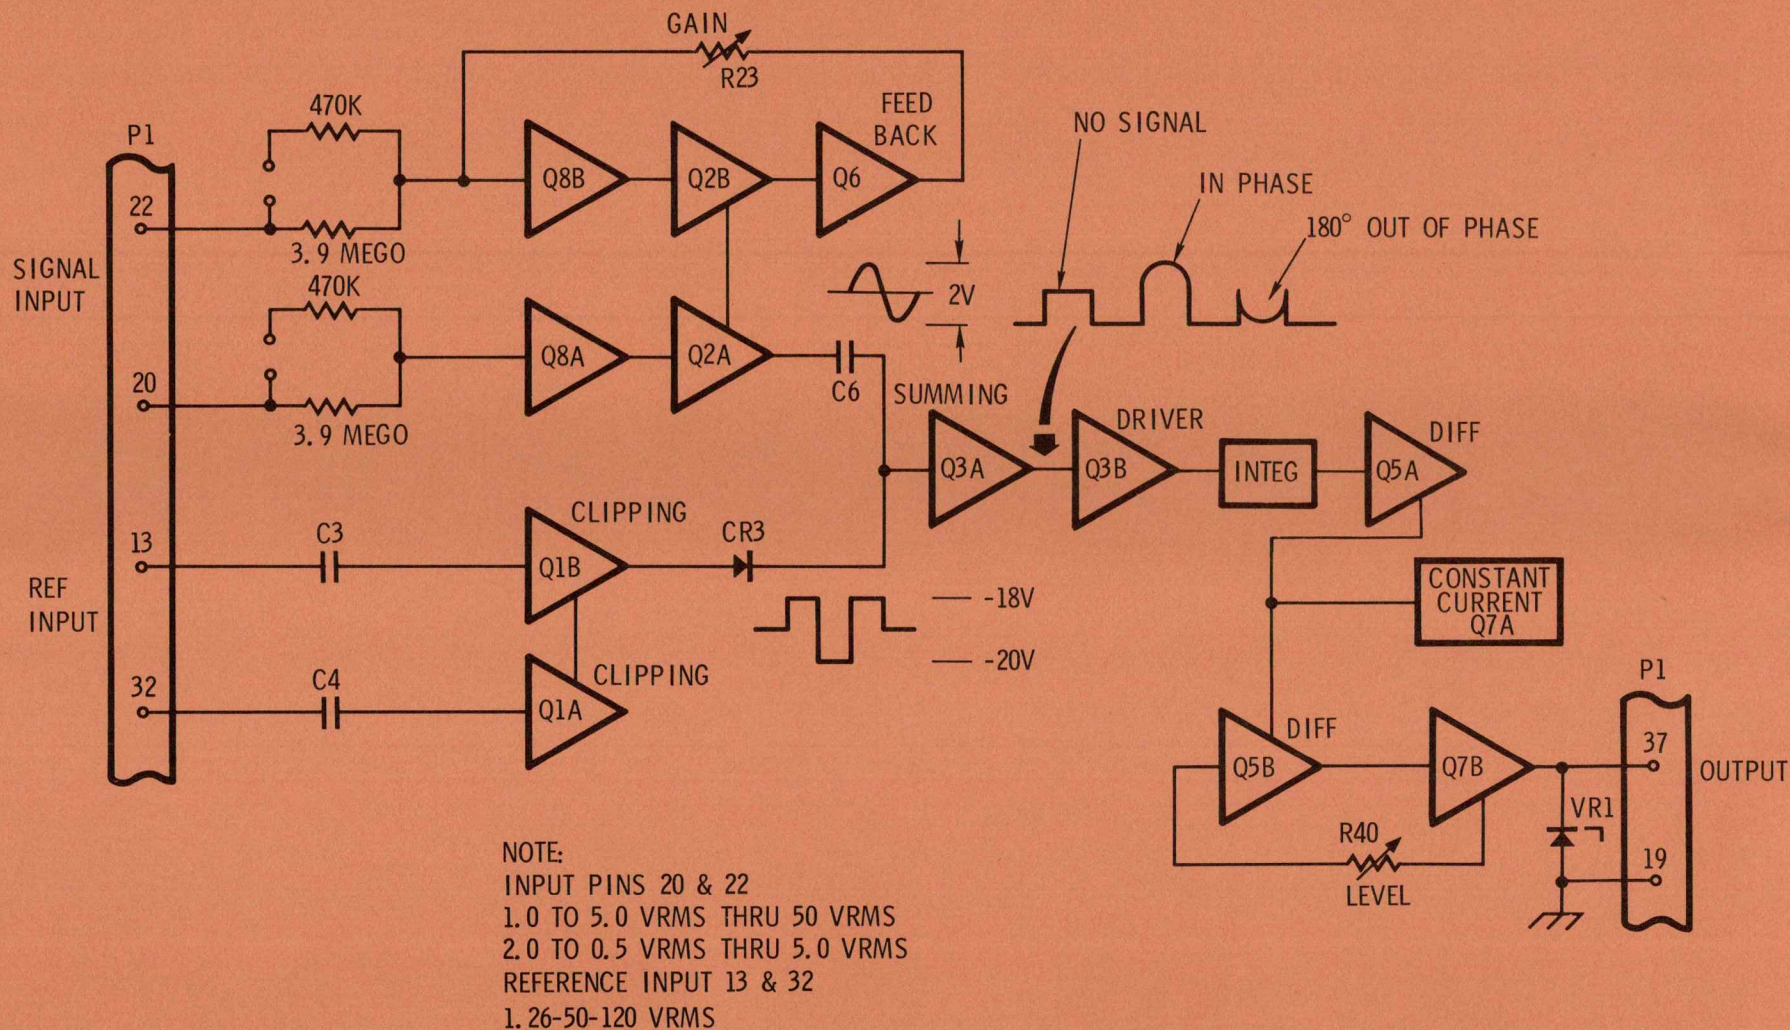 GAIN
R23
470K
FEED
BACK
NO SIGNAL
P1
Q8B
Q2B
Q6
IN PHASE
22
3.9 MEGO
180° OUT OF PHASE
SIGNAL
INPUT
470K
2V
Q8A
Q2A
20
C6
SUMMING
3.9 MEGO
DRIVER
DIFF
Q3A
Q3B
INTEG
Q5A
CLIPPING
C3
CR3
13
Q1B
REF
INPUT
-18V
CONSTANT
CURRENT
Q7A
-20V
CLIPPING
C4
32
Q1A
P1
DIFF
37
Q5B
Q7B
OUTPUT
VR1
R40
19
LEVEL
NOTE:
INPUT PINS 20 & 22
1.0 TO 5.0 VRMS THRU 50 VRMS
2.0 TO 0.5 VRMS THRU 5.0 VRMS
REFERENCE INPUT 13 & 32
1.26-50-120 VRMS